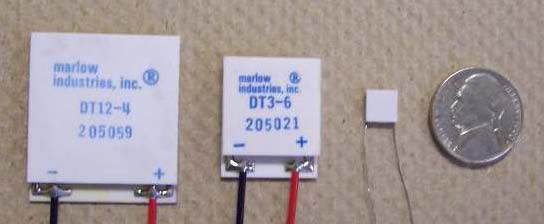 marlow
industries, inc.®
DT12-4
205059
- +
marlow
industries, inc.®
DT3-6
205021
- +